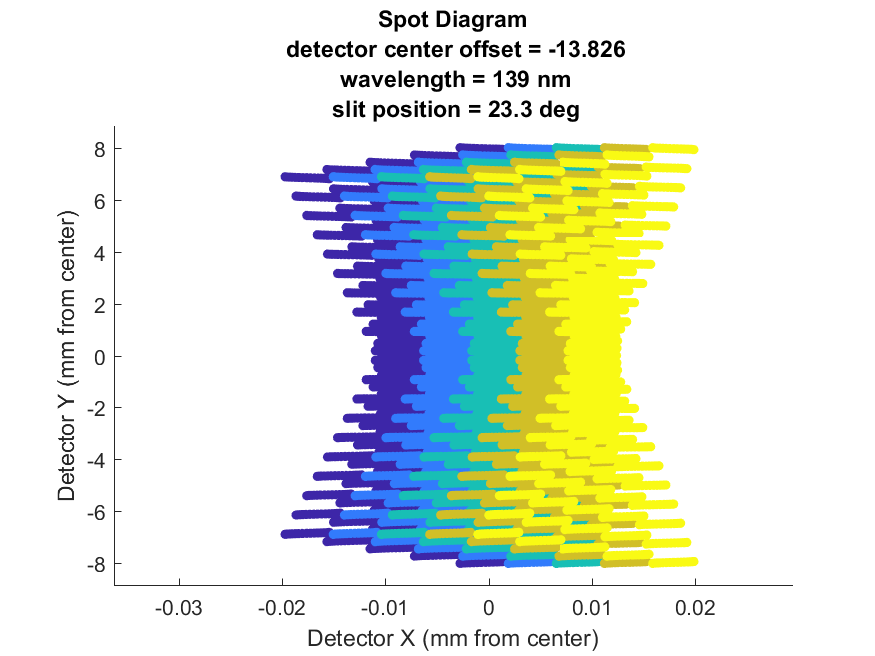 Spot Diagram
detector center offset = -13.826
wavelength = 139 nm
slit position = 23.3 deg
8
6
4
2
0
-2
-4
-6
-8
Detector Y (mm from center)
-0.03 -0.02 -0.01 0 0.01 0.02
Detector X (mm from center)